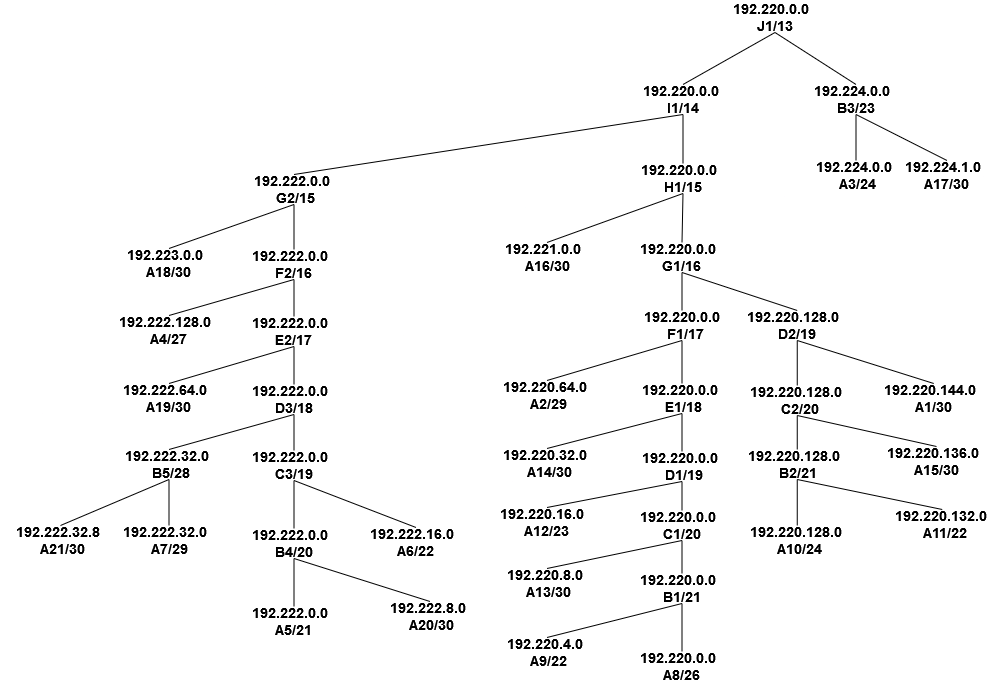 192.220.0.0
J1/13
192.220.0.0
I1/14
192.224.0.0
B3/23
192.224.0.0
A3/24
192.224.1.0
A17/30
192.222.0.0
G2/15
192.220.0.0
H1/15
192.223.0.0
A18/30
192.222.0.0
F2/16
192.221.0.0
A16/30
192.220.0.0
G1/16
192.222.128.0
A4/27
192.222.0.0
E2/17
192.220.0.0
F1/17
192.220.128.0
D2/19
192.222.64.0
A19/30
192.222.0.0
D3/18
192.220.64.0
A2/29
192.220.0.0
E1/18
192.220.128.0
C2/20
192.220.144.0
A1/30
192.222.32.0
B5/28
192.222.0.0
C3/19
192.220.32.0
A14/30
192.220.0.0
D1/19
192.220.128.0
B2/21
192.220.136.0
A15/30
192.222.32.8
A21/30
192.222.32.0
A7/29
192.222.0.0
B4/20
192.222.16.0
A6/22
192.220.16.0
A12/23
192.220.0.0
C1/20
192.220.128.0
A10/24
192.220.132.0
A11/22
192.222.0.0
A5/21
192.222.8.0
A20/30
192.220.8.0
A13/30
192.220.0.0
B1/21
192.220.4.0
A9/22
192.220.0.0
A8/26